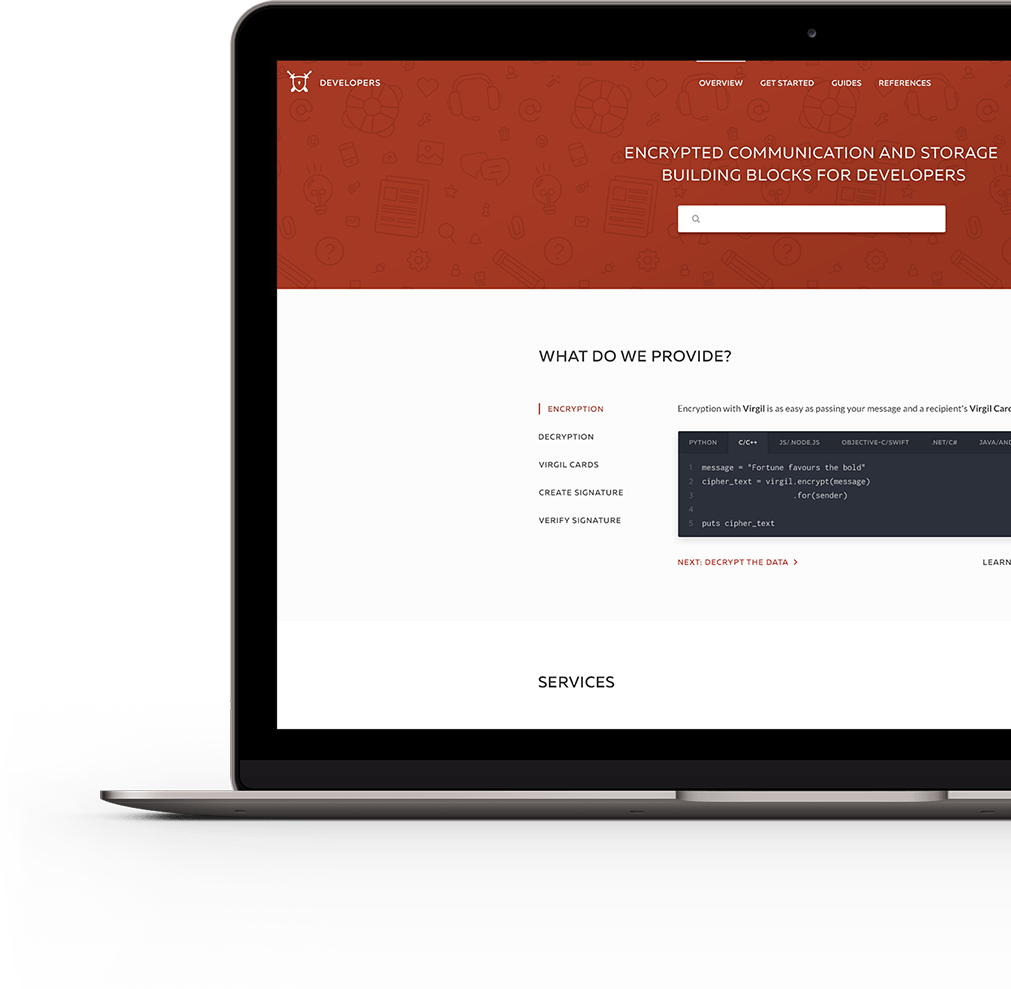 DEVELOPERS
OVERVIEW GET STARTED GUIDES REFERENCES
ENCRYPTED COMMUNICATION AND STORAGE
BUILDING BLOCKS FOR DEVELOPERS
WHAT DO WE PROVIDE?
ENCRYPTION
DECRYPTION
VIRGIL CARDS
CREATE SIGNATURE
VERIFY SIGNATURE
Encryption with Virgil is as easy as passing your message and a recipient's Virgil Card
PYTHON C/C++ JS/.NODE.JS OBJECTIVE-C/SWIFT .NET/C# JAVA/AND
1 message = "Fortune favours the bold"
2 cipher_text = virgil.encrypt(message)
3 .for(sender)
4
5 puts cipher_text
NEXT: DECRYPT THE DATA >
LEARN
SERVICES